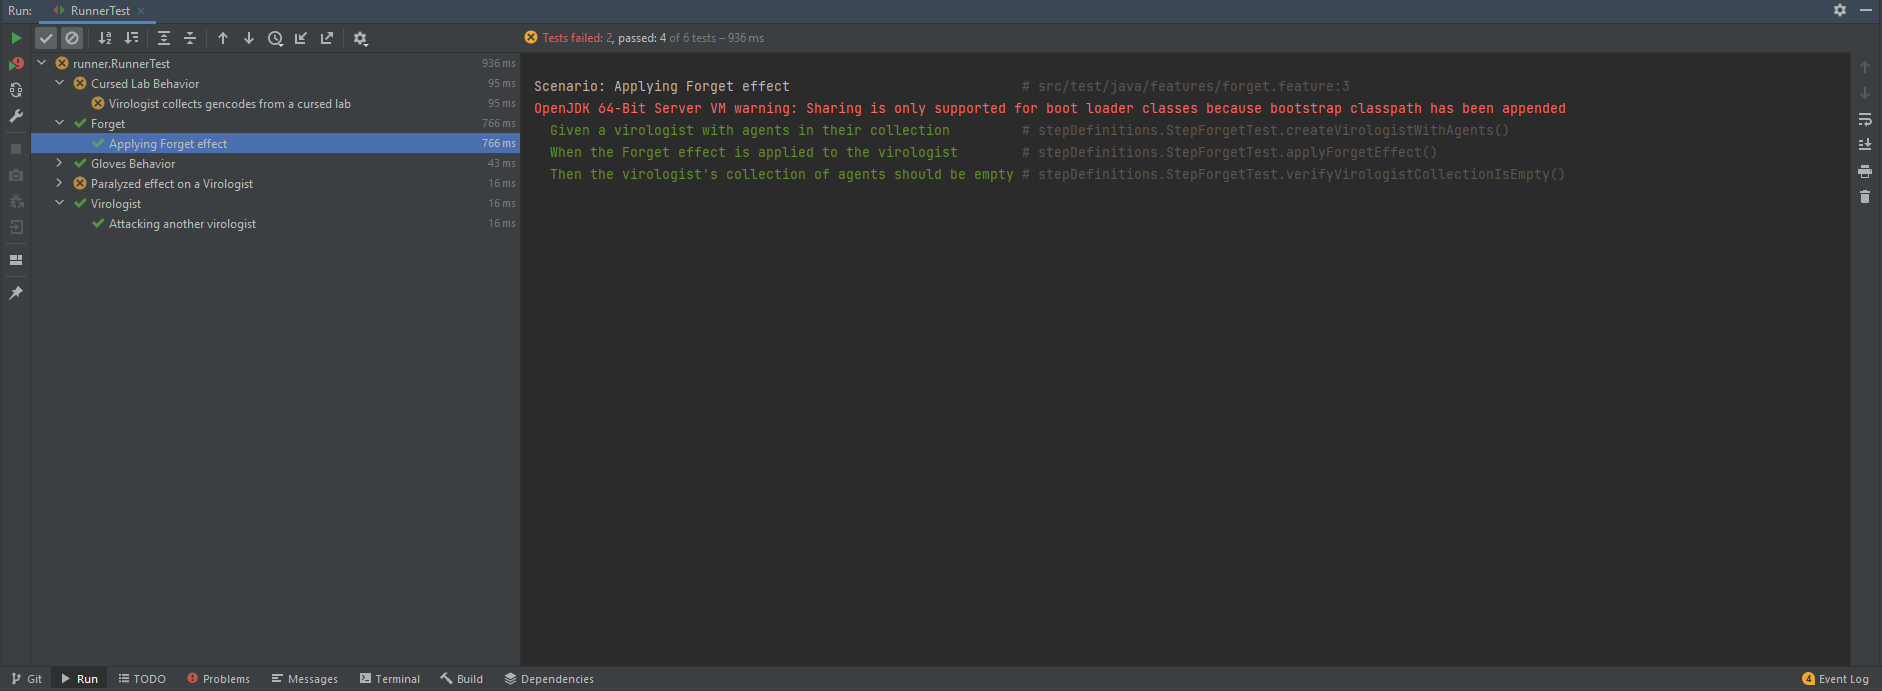 Run: RunnerTest
Tests failed: 2, passed: 4 of 6 tests – 936 ms
runner.RunnerTest 936 ms
Cursed Lab Behavior 95 ms
Virologist collects gencodes from a cursed lab 95 ms
Forget 766 ms
Applying Forget effect 766 ms
Gloves Behavior 43 ms
Paralyzed effect on a Virologist 16 ms
Virologist 16 ms
Attacking another virologist 16 ms
Scenario: Applying Forget effect # src/test/java/features/forget.feature:3
OpenJDK 64-Bit Server VM warning: Sharing is only supported for boot loader classes because bootstrap classpath has been appended
Given a virologist with agents in their collection # stepDefinitions.StepForgetTest.createVirologistWithAgents()
When the Forget effect is applied to the virologist # stepDefinitions.StepForgetTest.applyForgetEffect()
Then the virologist's collection of agents should be empty # stepDefinitions.StepForgetTest.verifyVirologistCollectionIsEmpty()
Git Run TODO Problems Messages Terminal Build Dependencies 4 Event Log